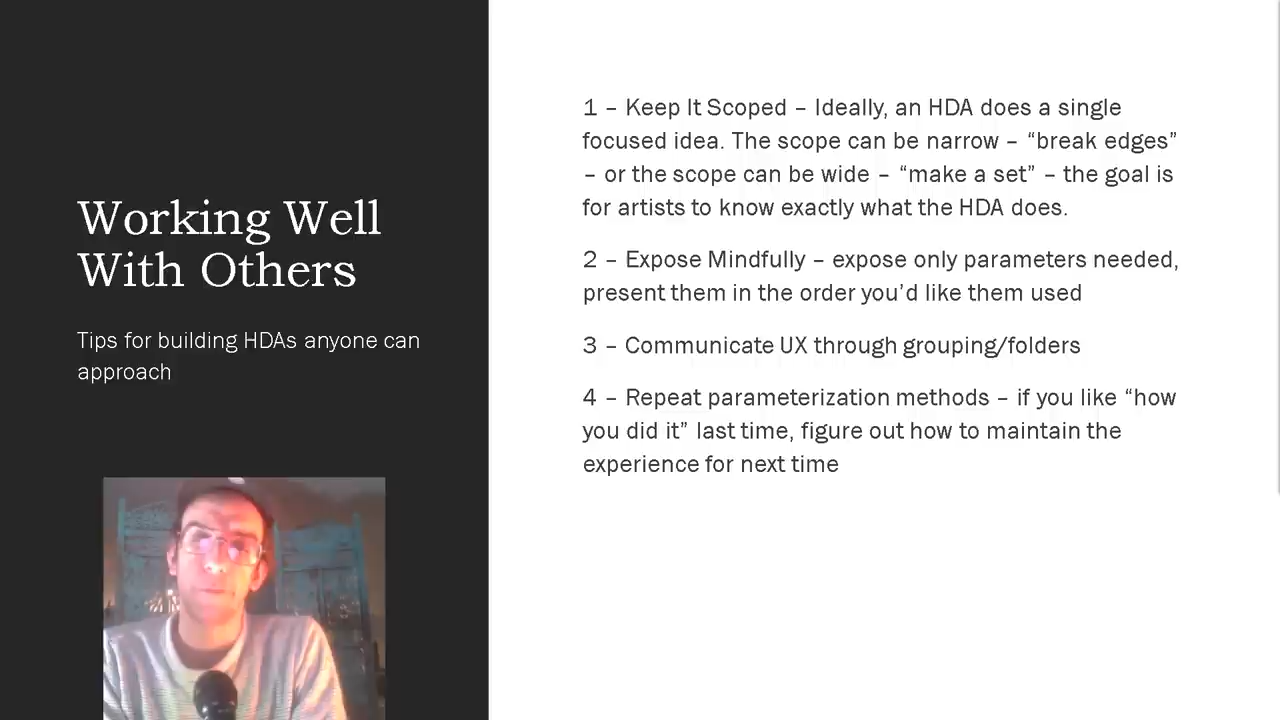 Working Well
With Others
Tips for building HDAs anyone can
approach
1 – Keep It Scoped – Ideally, an HDA does a single
focused idea. The scope can be narrow – “break edges”
– or the scope can be wide – “make a set” – the goal is
for artists to know exactly what the HDA does.
2 – Expose Mindfully – expose only parameters needed,
present them in the order you’d like them used
3 – Communicate UX through grouping/folders
4 – Repeat parameterization methods – if you like “how
you did it” last time, figure out how to maintain the
experience for next time